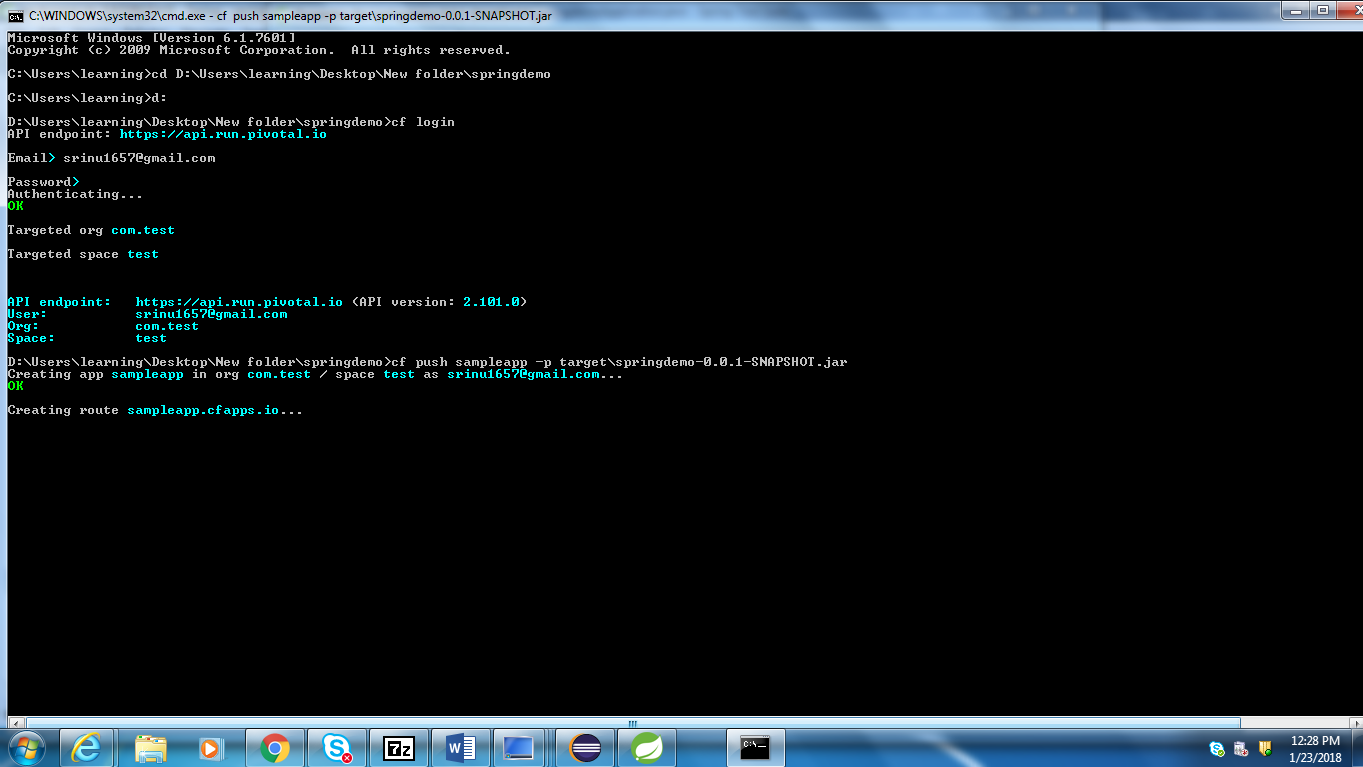 C:\WINDOWS\system32\cmd.exe - cf push sampleapp -p target\springdemo-0.0.1-SNAPSHOT.jar
Microsoft Windows [Version 6.1.7601]
Copyright (c) 2009 Microsoft Corporation.  All rights reserved.
C:\Users\learning>cd D:\Users\learning\Desktop\New folder\springdemo
C:\Users\learning>d:
D:\Users\learning\Desktop\New folder\springdemo>cf login
API endpoint: https://api.run.pivotal.io
Email> srinu1657@gmail.com
Password>
Authenticating...
OK
Targeted org com.test
Targeted space test
API endpoint:   https://api.run.pivotal.io (API version: 2.101.0)
User:           srinu1657@gmail.com
Org:            com.test
Space:          test
D:\Users\learning\Desktop\New folder\springdemo>cf push sampleapp -p target\springdemo-0.0.1-SNAPSHOT.jar
Creating app sampleapp in org com.test / space test as srinu1657@gmail.com...
OK
Creating route sampleapp.cfapps.io...
7z
W
C:\_
12:28 PM
1/23/2018